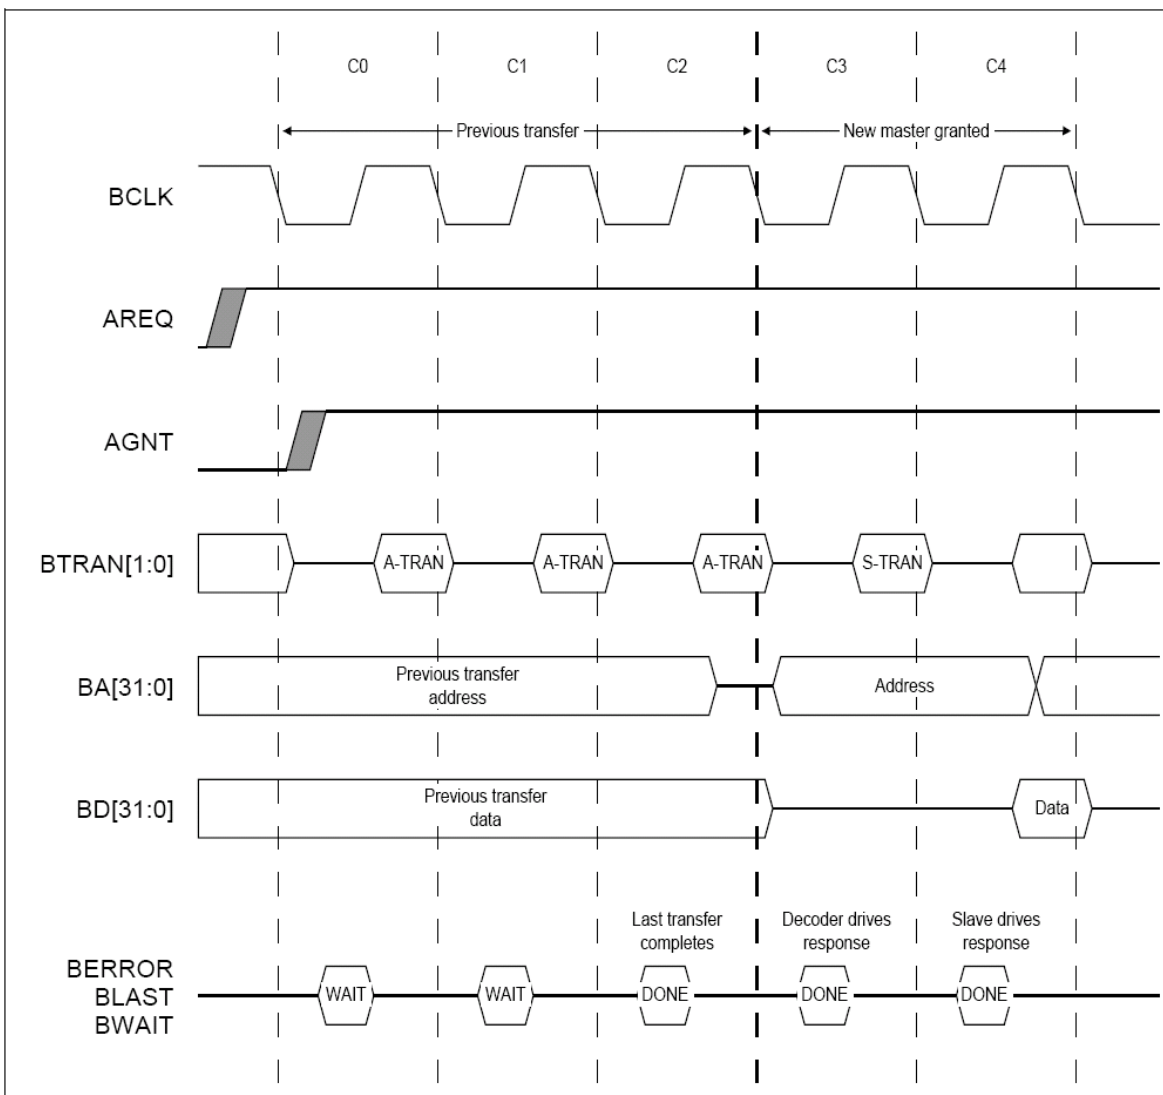 C0 C1 C2 C3 C4
Previous transfer New master granted
BCLK
AREQ
AGNT
BTRAN[1:0] A-TRAN A-TRAN A-TRAN S-TRAN
BA[31:0] Previous transfer Address
address
BD[31:0] Previous transfer Data
data
Last transfer Decoder drives Slave drives
completes response response
BERROR
BLAST WAIT WAIT DONE DONE DONE
BWAIT